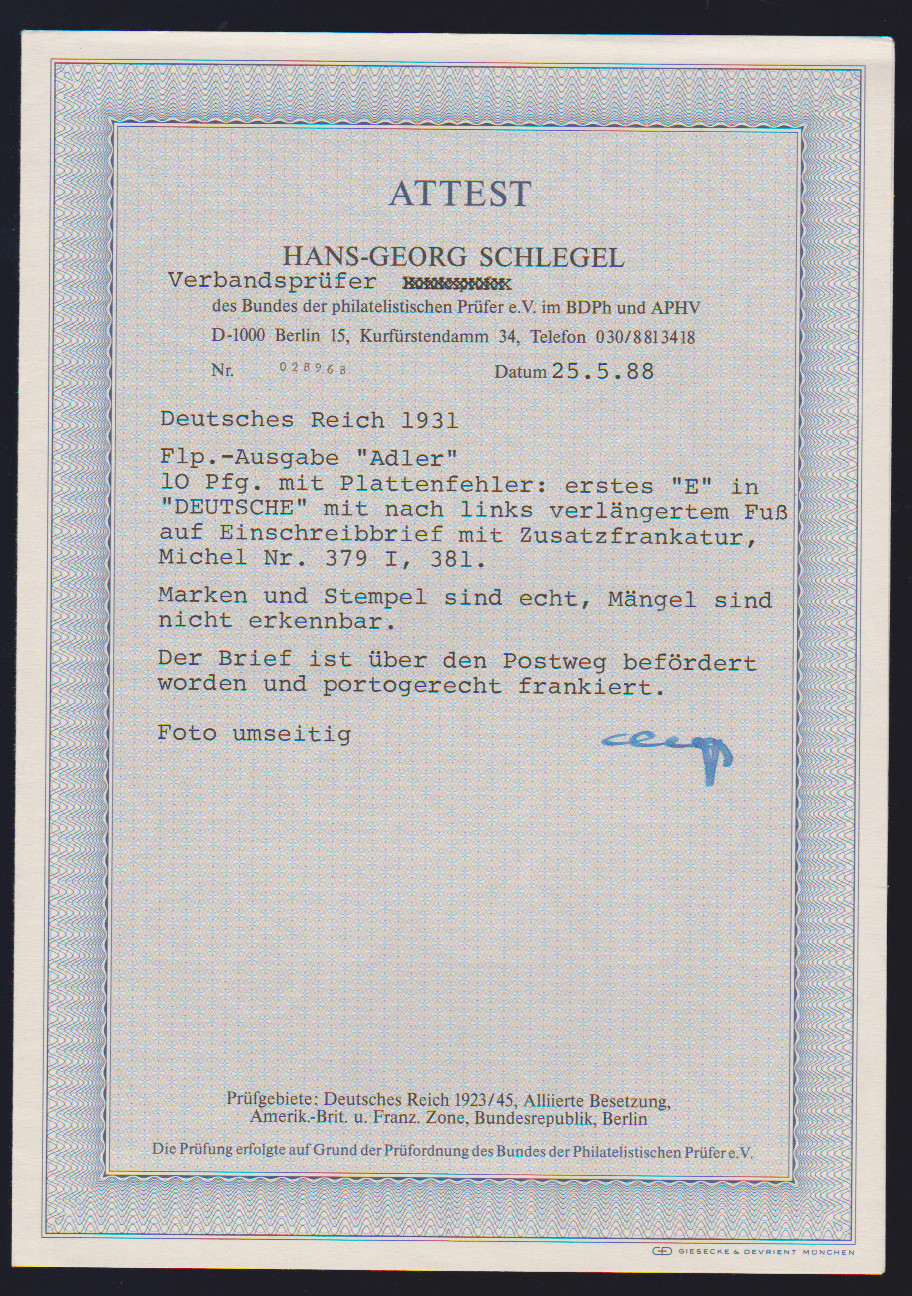 ATTEST
HANS-GEORG SCHLEGEL
Verbandsprüfer
des Bundes der philatelistischen Prüfer e.V. im BDPh und APHV
D-1000 Berlin 15, Kurfürstendamm 34, Telefon 030/8813418
Nr. 028968 Datum 25.5.88
Deutsches Reich 1931
Flp.-Ausgabe "Adler"
10 Pfg. mit Plattenfehler: erstes "E" in
"DEUTSCHE" mit nach links verlängertem Fuß
auf Einschreibbrief mit Zusatzfrankatur,
Michel Nr. 379 I, 381.
Marken und Stempel sind echt, Mängel sind
nicht erkennbar.
Der Brief ist über den Postweg befördert
worden und portogerecht frankiert.
Foto umseitig
Prüfgebiete: Deutsches Reich 1923/45, Alliierte Besetzung,
Amerik.-Brit. u. Franz. Zone, Bundesrepublik, Berlin
Die Prüfung erfolgte auf Grund der Prüfordnung des Bundes der Philatelistischen Prüfer e.V.
GIESECKE & DEVRIENT MÜNCHEN